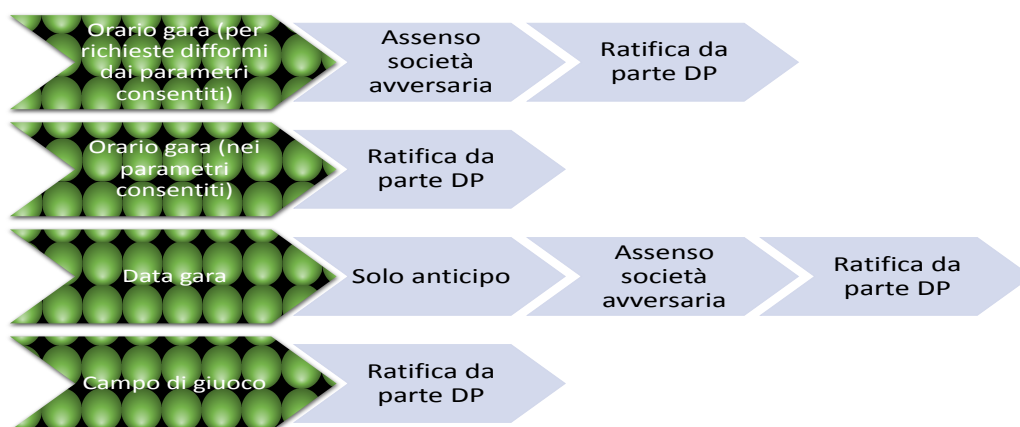 Orario gara (per
richieste difformi
dai parametri
consentiti)
Assenso
società
avversaria
Ratifica da
parte DP
Orario gara (nei
parametri
consentiti)
Ratifica da
parte DP
Data gara
Solo anticipo
Assenso
società
avversaria
Ratifica da
parte DP
Campo di giuoco
Ratifica da
parte DP